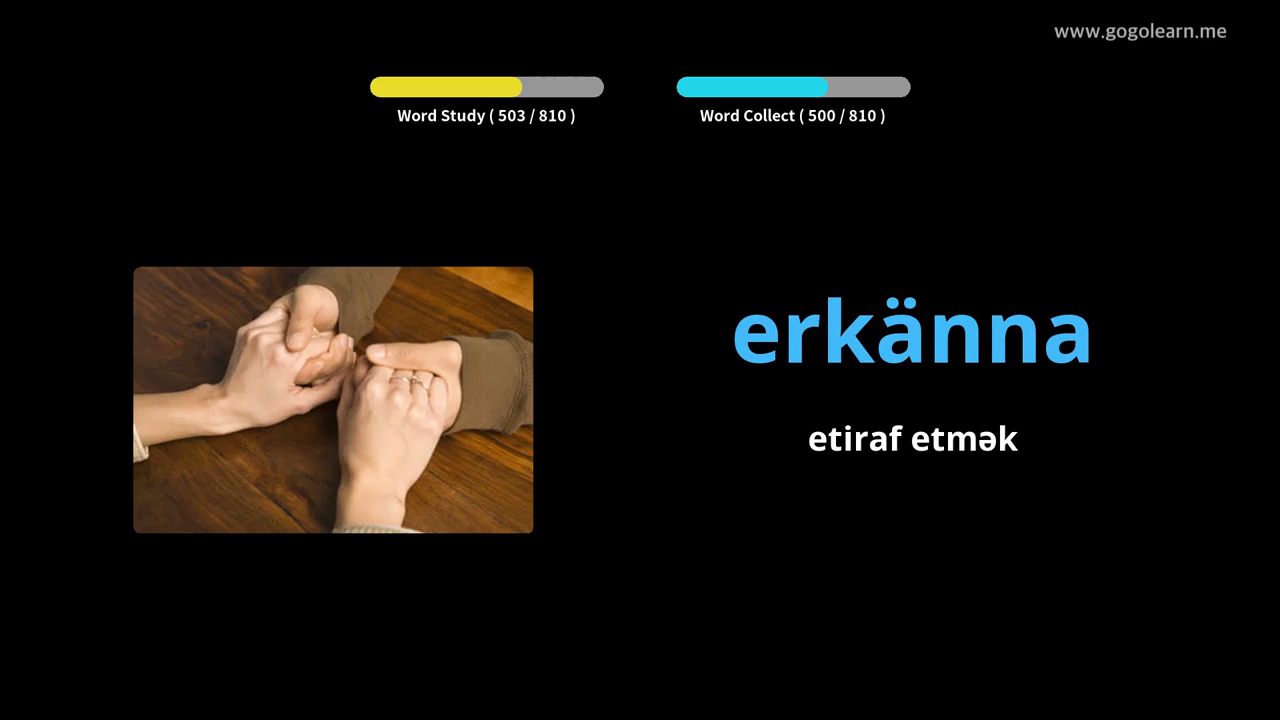 www.gogolearn.me
Word Study ( 503 / 810 )
Word Collect ( 500 / 810 )
erkänna
etiraf etmək